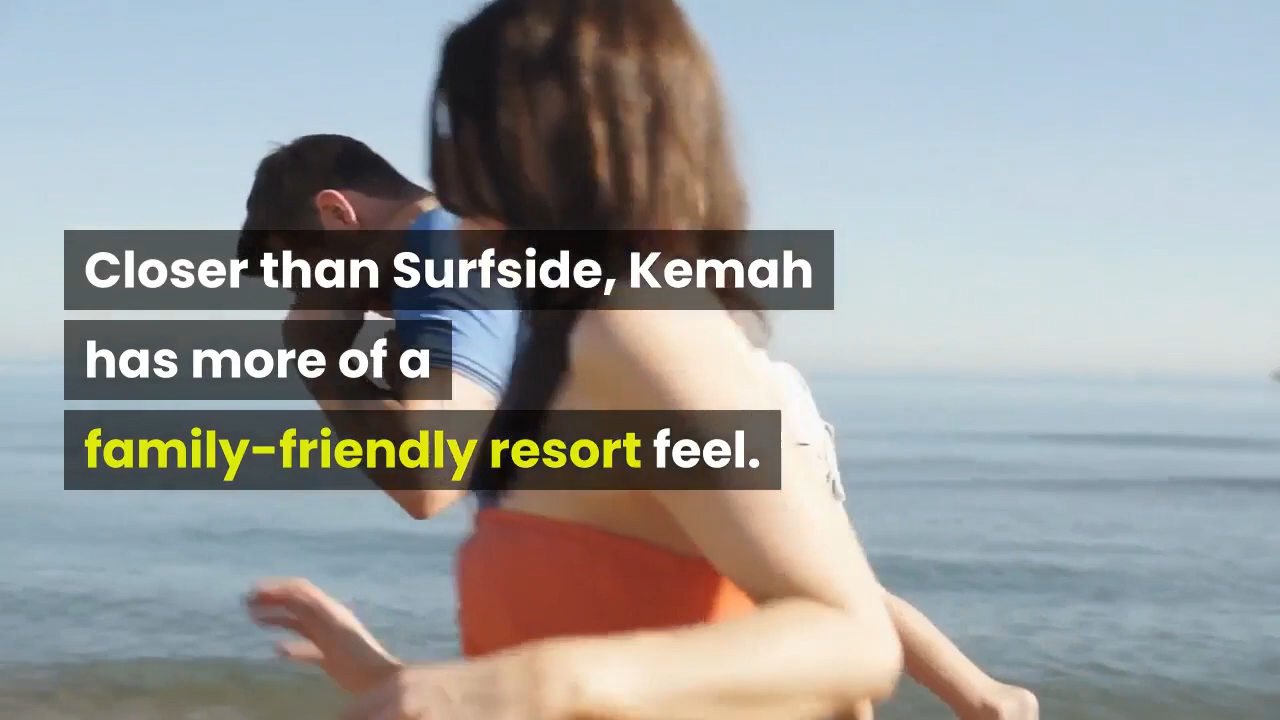 Closer than Surfside, Kemah
has more of a
family-friendly resort feel.